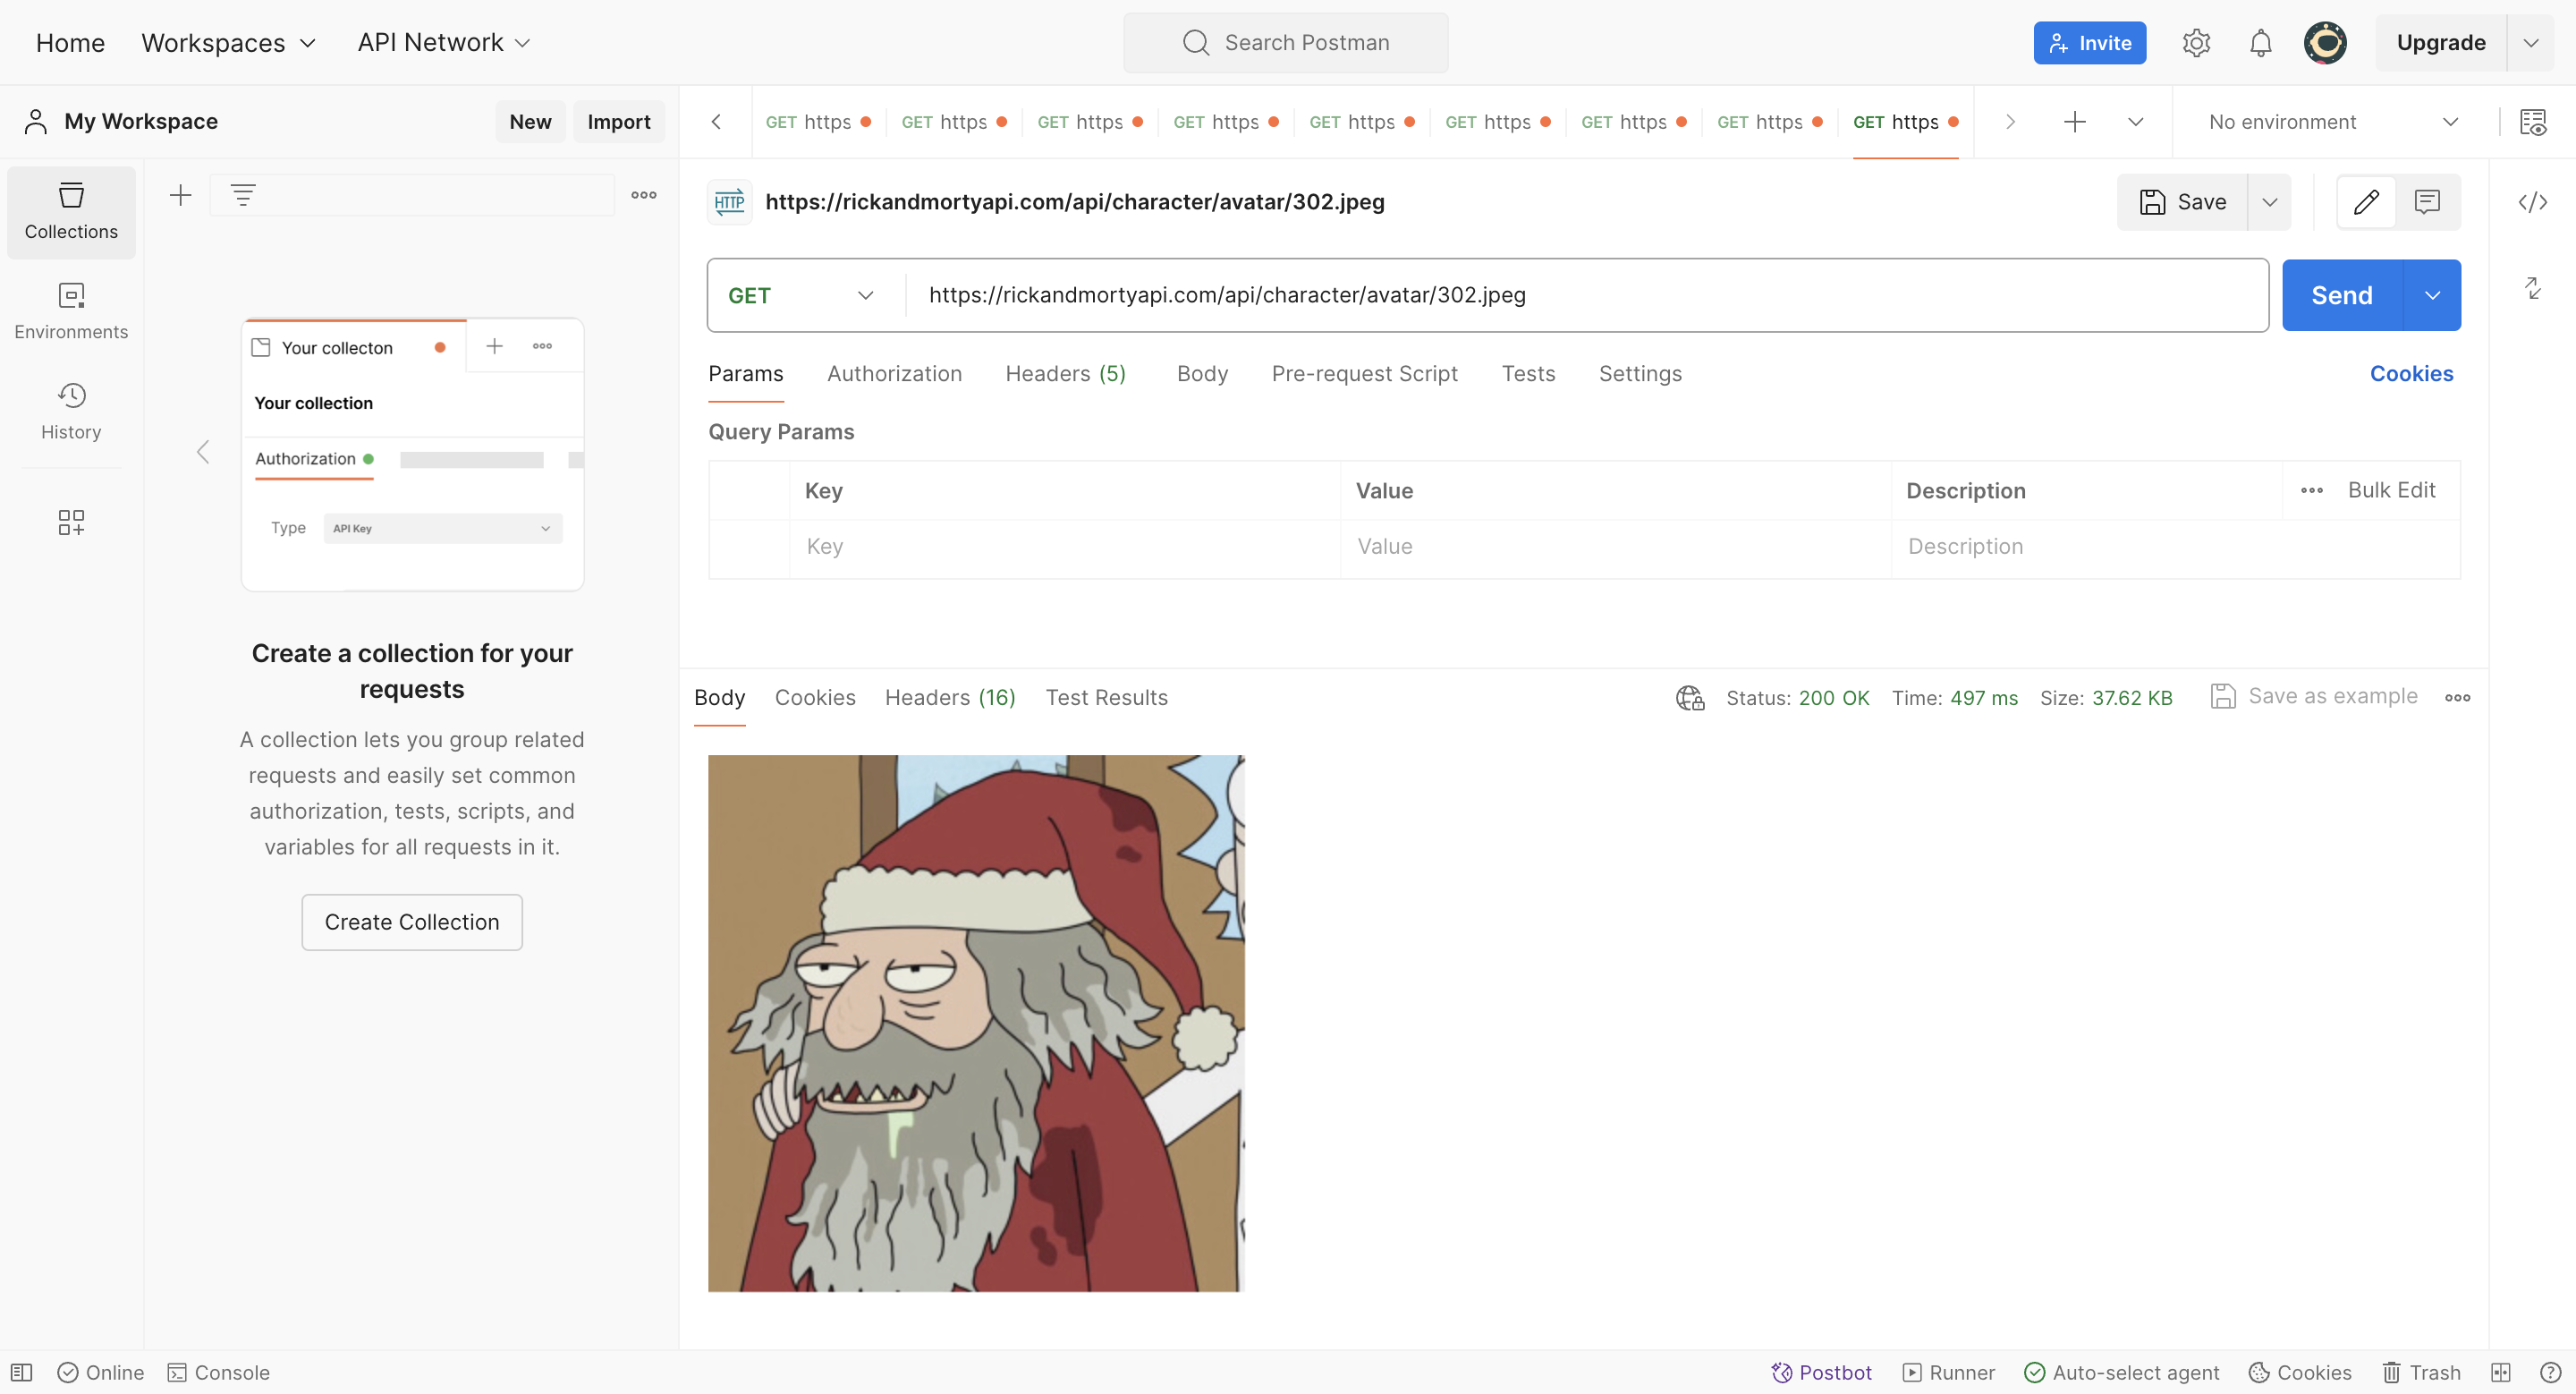 Home Workspaces API Network Search Postman Invite Upgrade
My Workspace New Import
GET https GET https GET https GET https GET https GET https GET https GET https GET https No environment
Collections
Environments
History
Your collecton
Your collection
Authorization
Type API Key
Create a collection for your
requests
A collection lets you group related
requests and easily set common
authorization, tests, scripts, and
variables for all requests in it.
Create Collection
HTTP https://rickandmortyapi.com/api/character/avatar/302.jpeg Save
GET https://rickandmortyapi.com/api/character/avatar/302.jpeg Send
Params Authorization Headers (5) Body Pre-request Script Tests Settings Cookies
Query Params
Key Value Description Bulk Edit
Key Value Description
Body Cookies Headers (16) Test Results Status: 200 OK Time: 497 ms Size: 37.62 KB Save as example
Online Console Postbot Runner Auto-select agent Cookies Trash